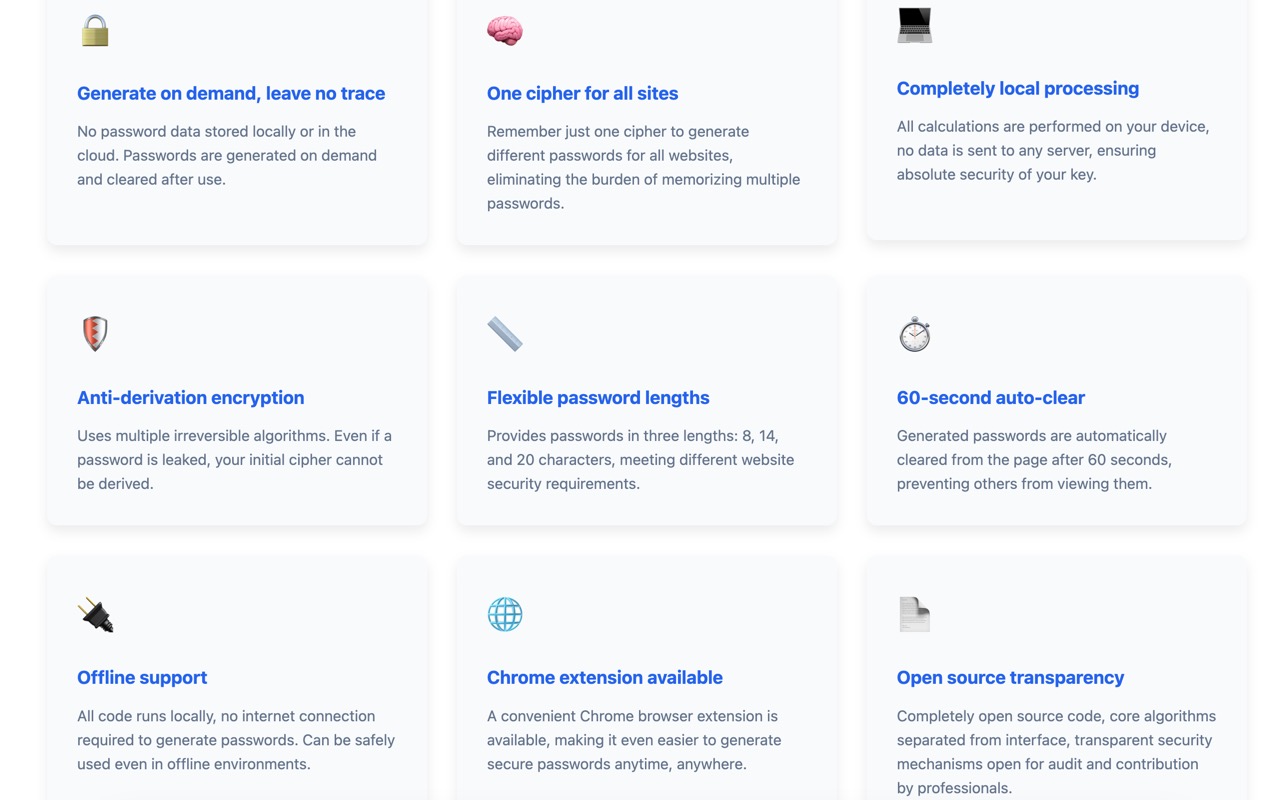 Generate on demand, leave no trace
No password data stored locally or in the
cloud. Passwords are generated on demand
and cleared after use.
One cipher for all sites
Remember just one cipher to generate
different passwords for all websites,
eliminating the burden of memorizing multiple
passwords.
Completely local processing
All calculations are performed on your device,
no data is sent to any server, ensuring
absolute security of your key.
Anti-derivation encryption
Uses multiple irreversible algorithms. Even if a
password is leaked, your initial cipher cannot
be derived.
Flexible password lengths
Provides passwords in three lengths: 8, 14,
and 20 characters, meeting different website
security requirements.
60-second auto-clear
Generated passwords are automatically
cleared from the page after 60 seconds,
preventing others from viewing them.
Offline support
All code runs locally, no internet connection
required to generate passwords. Can be safely
used even in offline environments.
Chrome extension available
A convenient Chrome browser extension is
available, making it even easier to generate
secure passwords anytime, anywhere.
Open source transparency
Completely open source code, core algorithms
separated from interface, transparent security
mechanisms open for audit and contribution
by professionals.